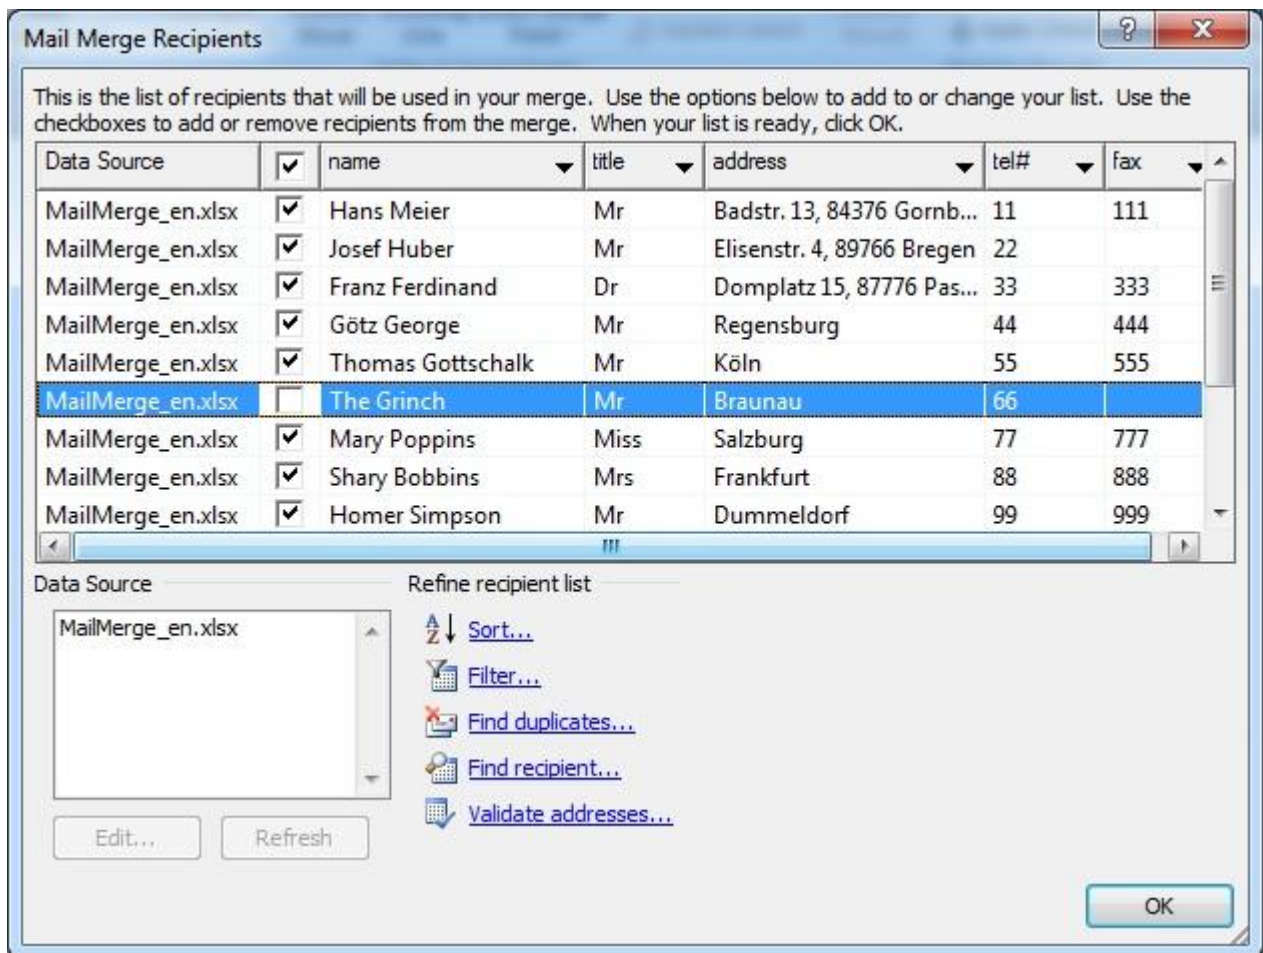 Mail Merge Recipients
This is the list of recipients that will be used in your merge. Use the options below to add to or change your list. Use the
checkboxes to add or remove recipients from the merge. When your list is ready, click OK.
Data Source name title address tel# fax
MailMerge_en.xlsx Hans Meier Mr Badstr. 13, 84376 Gornb... 11 111
MailMerge_en.xlsx Josef Huber Mr Elisenstr. 4, 89766 Bregen 22
MailMerge_en.xlsx Franz Ferdinand Dr Domplatz 15, 87776 Pas... 33 333
MailMerge_en.xlsx Götz George Mr Regensburg 44 444
MailMerge_en.xlsx Thomas Gottschalk Mr Köln 55 555
MailMerge_en.xlsx The Grinch Mr Braunau 66
MailMerge_en.xlsx Mary Poppins Miss Salzburg 77 777
MailMerge_en.xlsx Shary Bobbins Mrs Frankfurt 88 888
MailMerge_en.xlsx Homer Simpson Mr Dummeldorf 99 999
Data Source
MailMerge_en.xlsx
Edit... Refresh
Refine recipient list
Sort...
Filter...
Find duplicates...
Find recipient...
Validate addresses...
OK